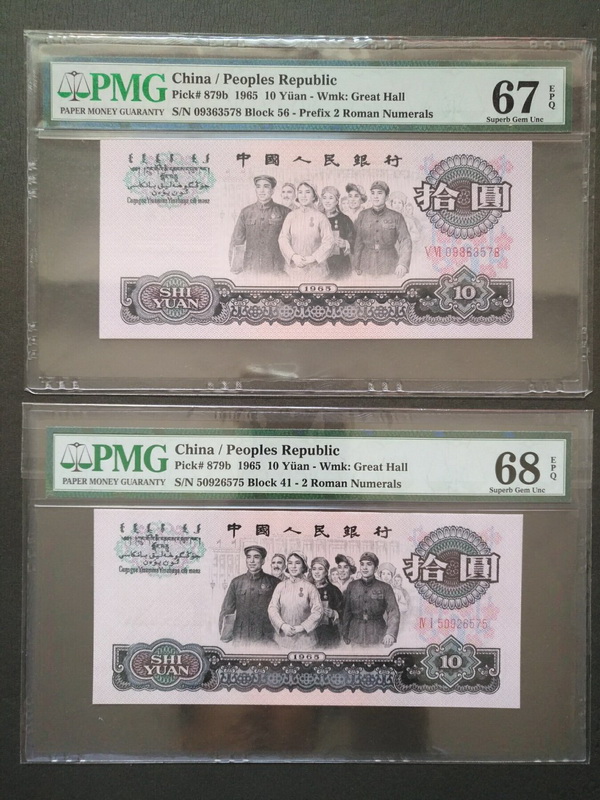 PMG
PAPER MONEY GUARANTY
China / Peoples Republic
Pick# 879b 1965 10 Yüan - Wmk: Great Hall
S/N 09363578 Block 56 - Prefix 2 Roman Numerals
67
EPQ
Superb Gem Unc
中國人民銀行
拾圓
V VI 09363578
1965
SHI
YUAN
10
PMG
PAPER MONEY GUARANTY
China / Peoples Republic
Pick# 879b 1965 10 Yüan - Wmk: Great Hall
S/N 50926575 Block 41 - 2 Roman Numerals
68
EPQ
Superb Gem Unc
中國人民銀行
拾圓
IV I 50926575
1965
SHI
YUAN
10